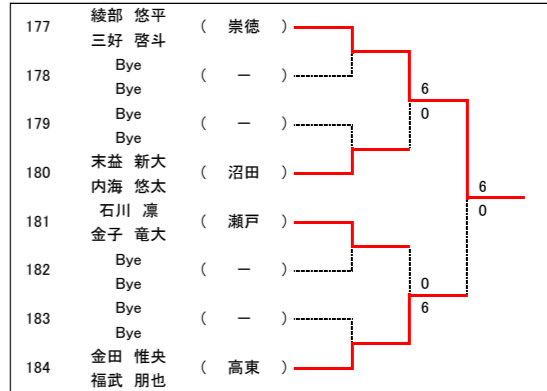 綾部 悠平
177 ( 崇徳 )
三好 啓斗
Bye
178 ( ー )
Bye
6
Bye
179 ( ー )
0
Bye
末益 新大
180 ( 沼田 )
内海 悠太
6
石川 凛
0
181 ( 瀬戸 )
金子 竜大
Bye
182 ( ー )
Bye
0
Bye
6
183 ( ー )
Bye
金田 惟央
184 ( 高東 )
福武 朋也